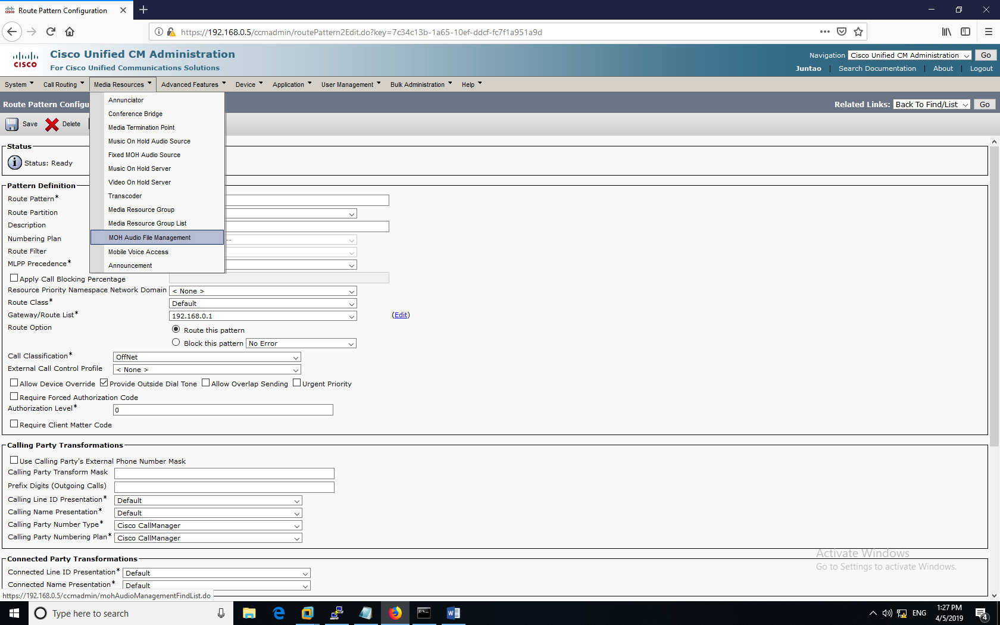 Route Pattern Configuration
https://192.168.0.5/ccmadmin/routePattern2Edit.do?key=7c34c13b-1a65-10ef-ddcf-fc7f1a951a9d
CISCO
Cisco Unified CM Administration
For Cisco Unified Communications Solutions
Navigation Cisco Unified CM Administration Go
Juntao | Search Documentation | About | Logout
System Call Routing Media Resources Advanced Features Device Application User Management Bulk Administration Help
Route Pattern Configu
Related Links: Back To Find/List Go
Save Delete
Annunciator
Conference Bridge
Media Termination Point
Music On Hold Audio Source
Fixed MOH Audio Source
Music On Hold Server
Video On Hold Server
Transcoder
Media Resource Group
Media Resource Group List
MOH Audio File Management
Mobile Voice Access
Announcement
Status
Status: Ready
Pattern Definition
Route Pattern*
Route Partition
Description
Numbering Plan --
Route Filter
MLPP Precedence*
Apply Call Blocking Percentage
Resource Priority Namespace Network Domain < None >
Route Class* Default
Gateway/Route List* 192.168.0.1 (Edit)
Route Option
Route this pattern
Block this pattern No Error
Call Classification* OffNet
External Call Control Profile < None >
Allow Device Override Provide Outside Dial Tone Allow Overlap Sending Urgent Priority
Require Forced Authorization Code
Authorization Level* 0
Require Client Matter Code
Calling Party Transformations
Use Calling Party's External Phone Number Mask
Calling Party Transform Mask
Prefix Digits (Outgoing Calls)
Calling Line ID Presentation* Default
Calling Name Presentation* Default
Calling Party Number Type* Cisco CallManager
Calling Party Numbering Plan* Cisco CallManager
Connected Party Transformations
Connected Line ID Presentation* Default
Connected Name Presentation* Default
Activate Windows
Go to Settings to activate Windows.
https://192.168.0.5/ccmadmin/mohAudioManagementFindList.do
Type here to search
ENG
1:27 PM
4/5/2019
4